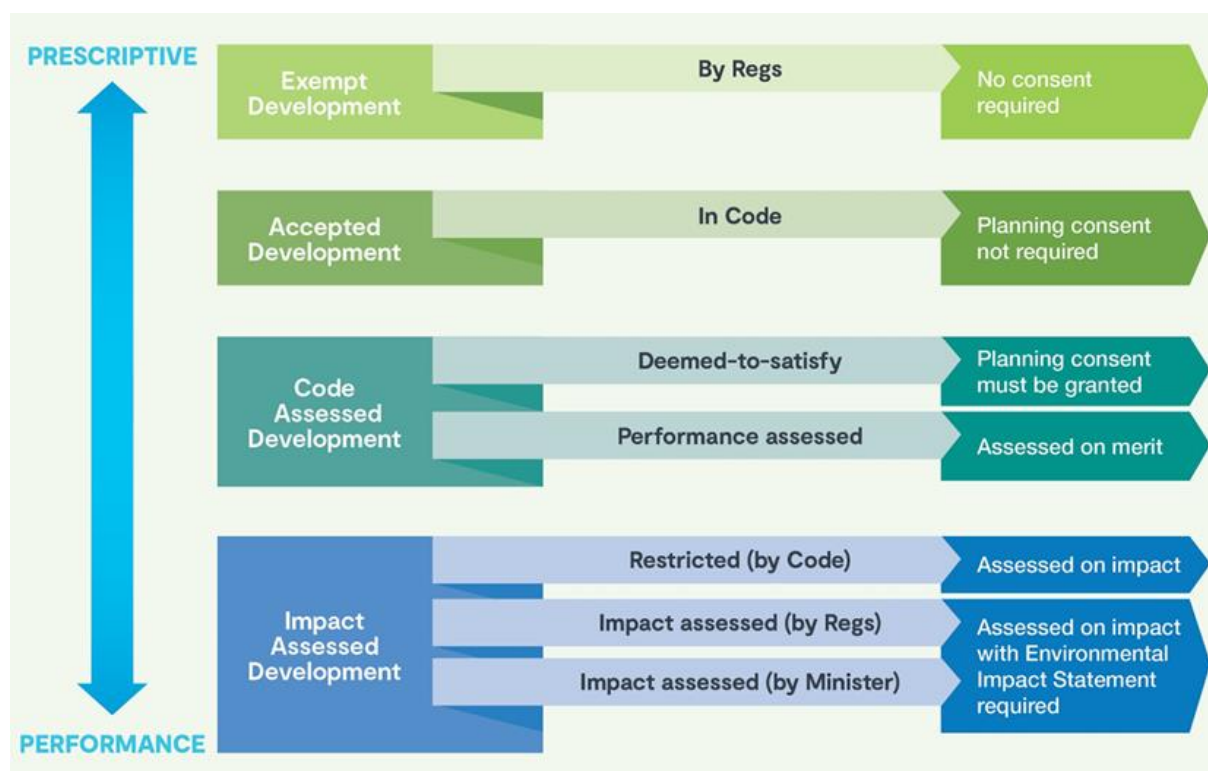 PRESCRIPTIVE
Exempt
Development
By Regs
No consent
required
Accepted
Development
In Code
Planning consent
not required
Code
Assessed
Development
Deemed-to-satisfy
Planning consent
must be granted
Performance assessed
Assessed on merit
Impact
Assessed
Development
Restricted (by Code)
Assessed on impact
Impact assessed (by Regs)
Impact assessed (by Minister)
Assessed on impact
with Environmental
Impact Statement
required
PERFORMANCE